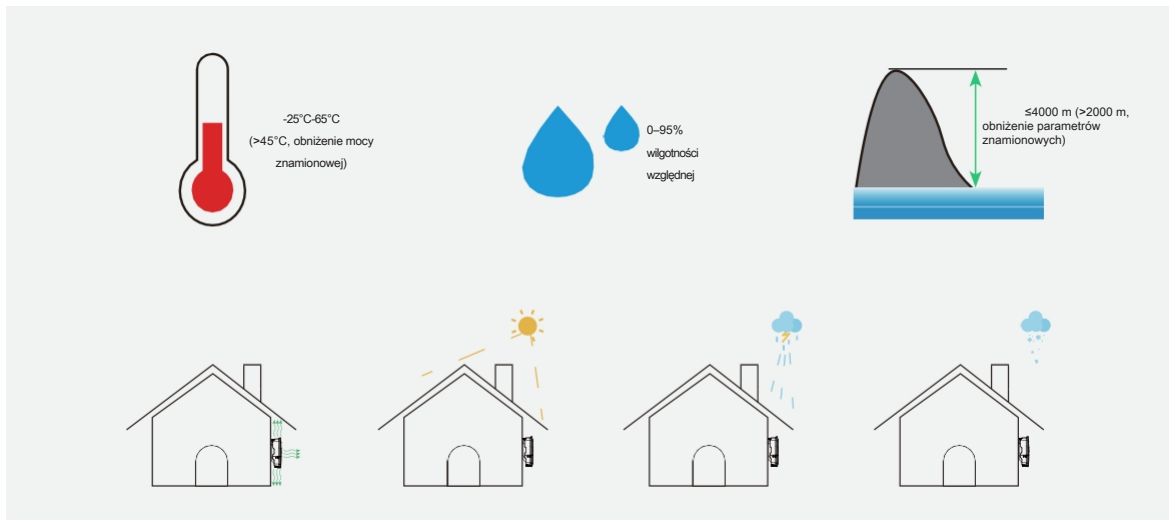 -25°C-65°C
(>45°C, obniżenie mocy
znamionowej)
0–95%
wilgotności
względnej
≤4000 m (>2000 m,
obniżenie parametrów
znamionowych)